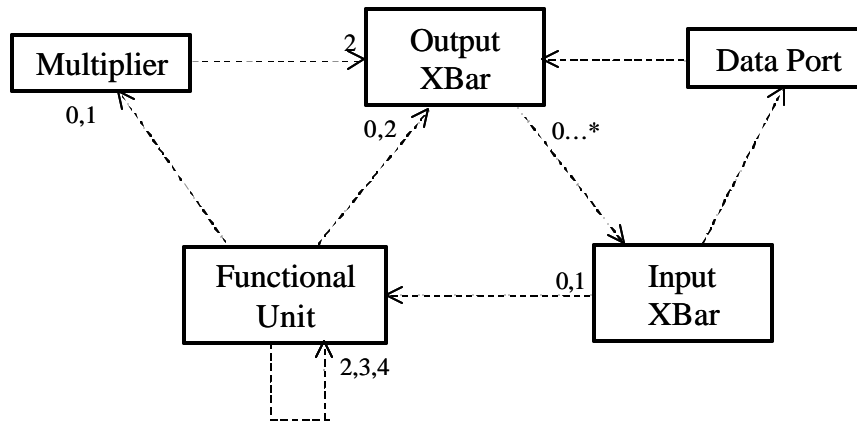 Multiplier
2
Output
XBar
Data Port
0,1
0,2
0...*
Functional
Unit
0,1
Input
XBar
2,3,4